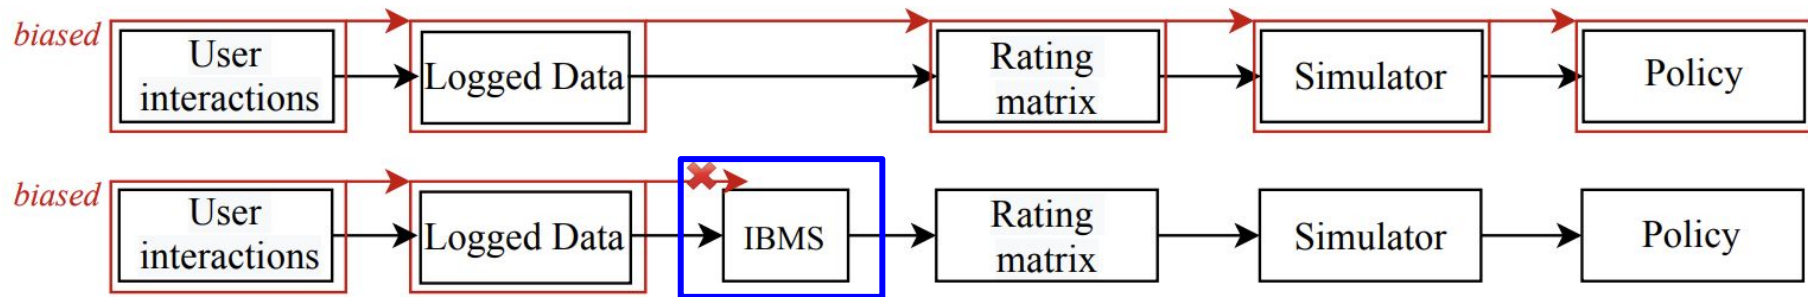 biased
User
interactions
Logged Data
Rating
matrix
Simulator
Policy
biased
User
interactions
Logged Data
IBMS
Rating
matrix
Simulator
Policy